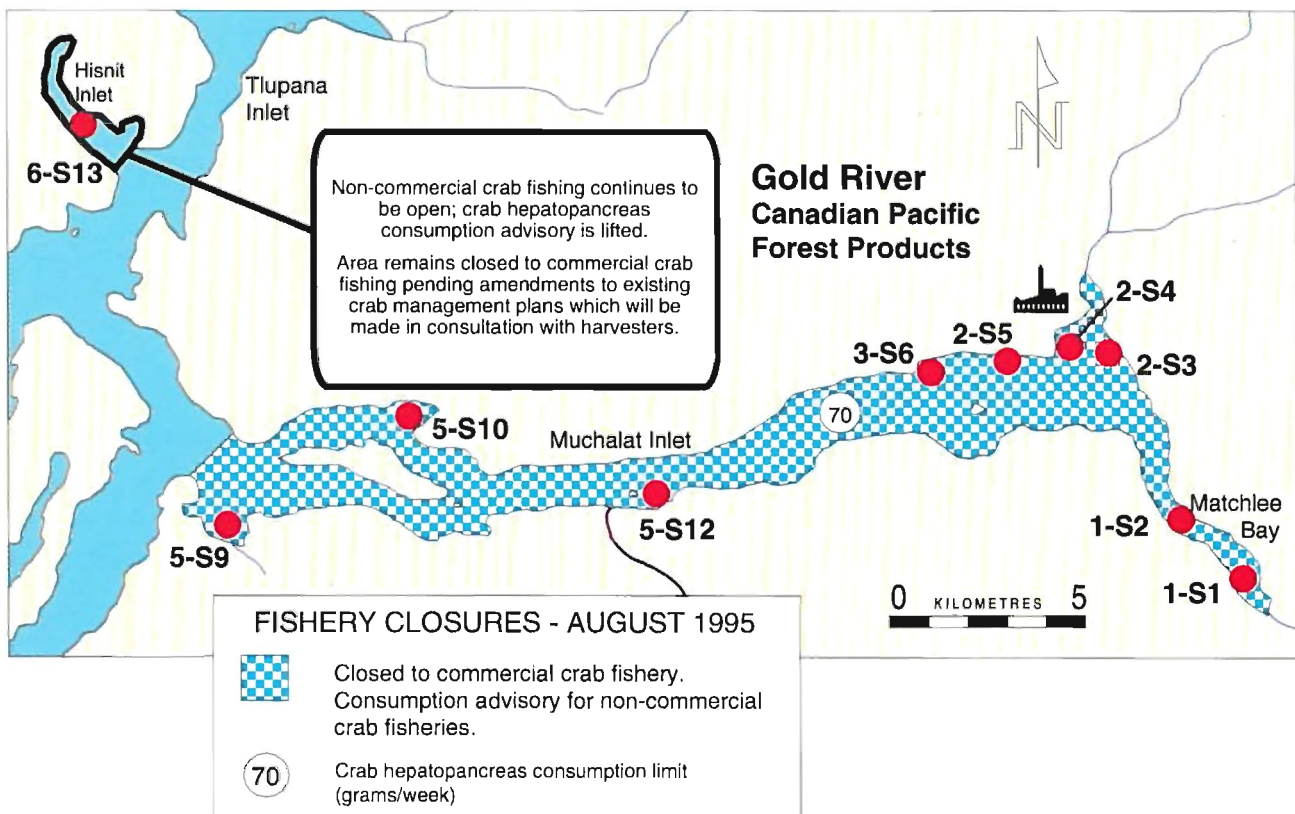 Hisnit
Inlet
Tlupana
Inlet
6-S13
Non-commercial crab fishing continues to
be open; crab hepatopancreas
consumption advisory is lifted.
Area remains closed to commercial crab
fishing pending amendments to existing
crab management plans which will be
made in consultation with harvesters.
N
Gold River
Canadian Pacific
Forest Products
2-S4
2-S5
3-S6
2-S3
70
5-S10
Muchalat Inlet
5-S12
5-S9
Matchlee
Bay
1-S2
1-S1
0 KILOMETRES 5
FISHERY CLOSURES - AUGUST 1995
Closed to commercial crab fishery.
Consumption advisory for non-commercial
crab fisheries.
70
Crab hepatopancreas consumption limit
(grams/week)